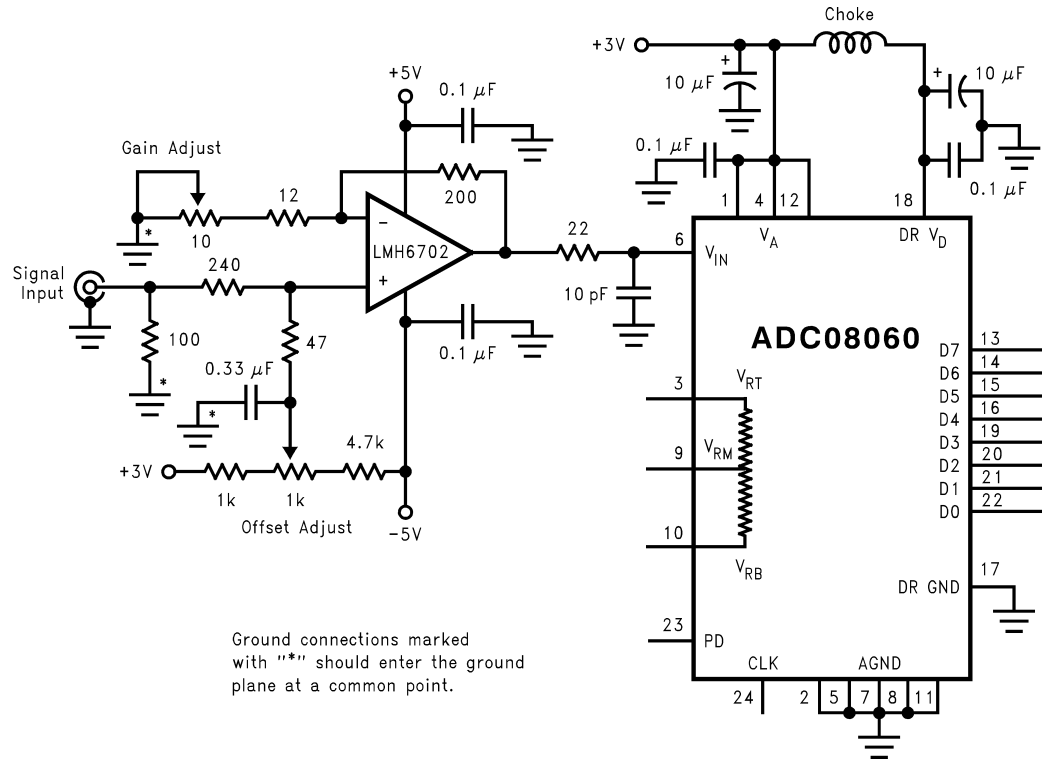 Choke
+3V
+
10 µF
+
10 µF
+5V
0.1 µF
0.1 µF
0.1 µF
Gain Adjust
12
200
1
4
12
18
*
10
−
LMH6702
+
22
6
V_IN
V_A
DR V_D
Signal
Input
240
10 pF
100
47
0.1 µF
ADC08060
*
0.33 µF
*
D7
13
D6
14
D5
15
D4
16
D3
19
D2
20
D1
21
D0
22
3
V_RT
9
V_RM
10
V_RB
4.7k
+3V
1k
1k
Offset Adjust
−5V
DR GND
17
23
PD
CLK
AGND
24
2
5
7
8
11
Ground connections marked
with "*" should enter the ground
plane at a common point.